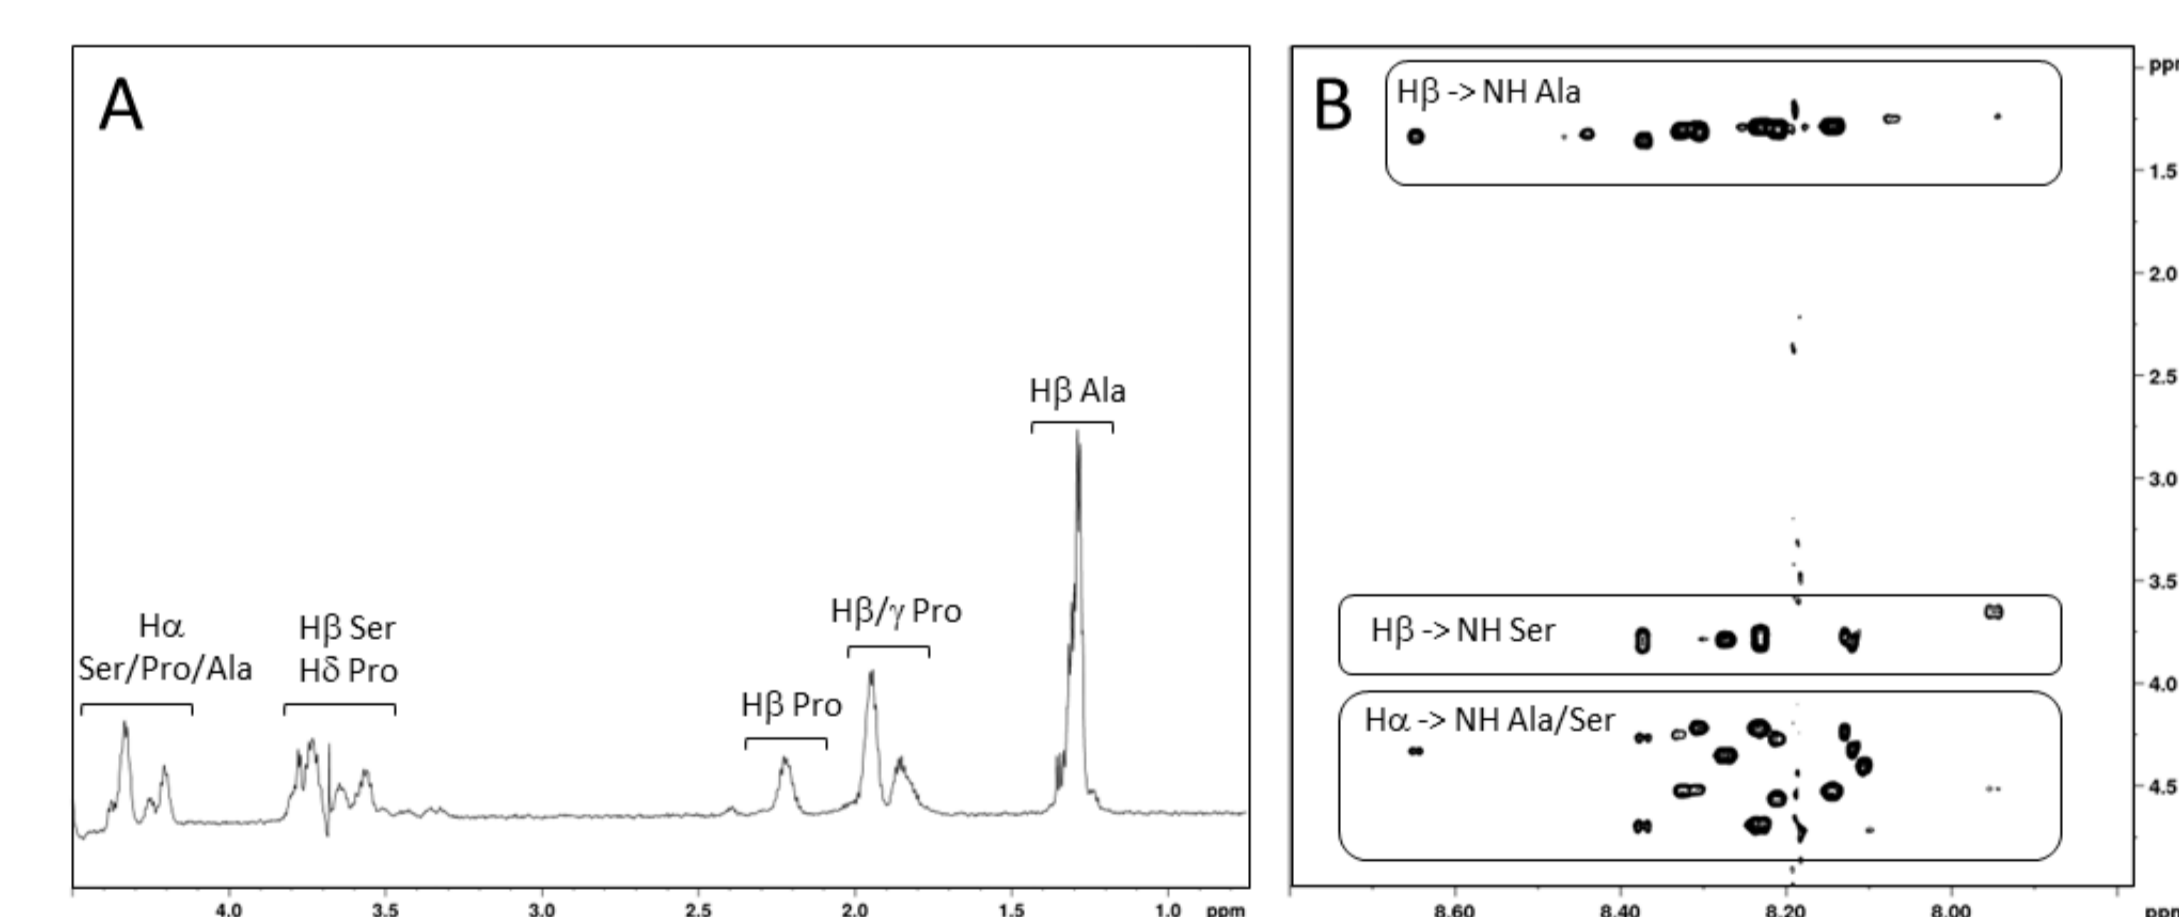 A
Hα
Ser/Pro/Ala
Hβ Ser
Hδ Pro
Hβ Pro
Hβ/γ Pro
Hβ Ala
4.0 3.5 3.0 2.5 2.0 1.5 1.0 ppm
B
Hβ -> NH Ala
Hβ -> NH Ser
Hα -> NH Ala/Ser
ppm
1.5
2.0
2.5
3.0
3.5
4.0
4.5
8.60 8.40 8.20 8.00 ppm